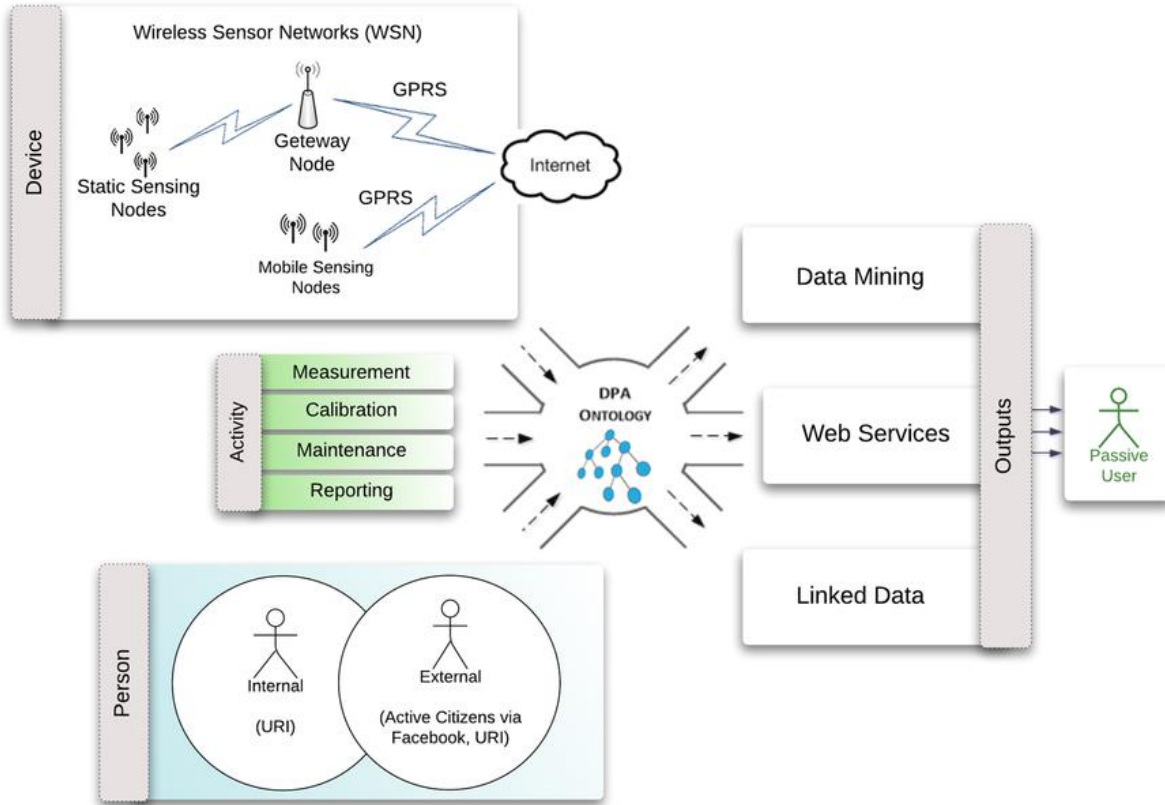 Device
Wireless Sensor Networks (WSN)
GPRS
Geteway
Node
Static Sensing
Nodes
Internet
GPRS
Mobile Sensing
Nodes
Activity
Measurement
Calibration
Maintenance
Reporting
DPA
ONTOLOGY
Data Mining
Web Services
Linked Data
Outputs
Passive
User
Person
Internal
(URI)
External
(Active Citizens via
Facebook, URI)